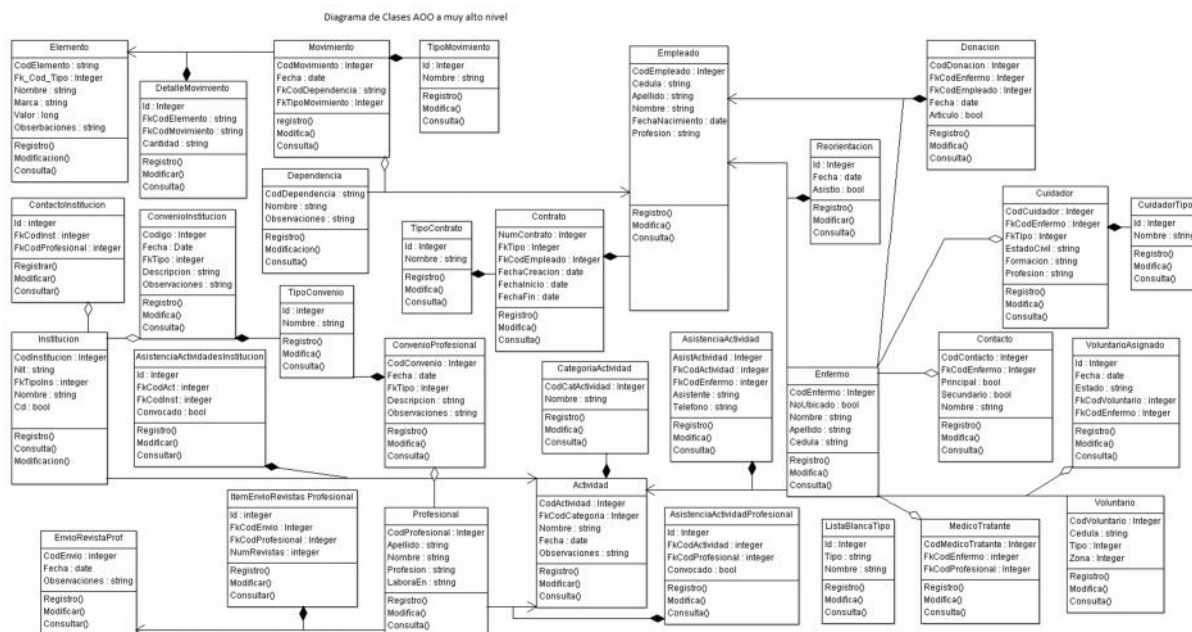 Diagrama de Clases AOO a muy alto nivel
Elemento
CodElemento : string
Fk_Cod_Tipo : Integer
Nombre : string
Marca : string
Valor : long
Obserbaciones : string
Registro()
Modificacion()
Consulta()
DetalleMovimiento
Id : Integer
FkCodElemento : string
FkCodMovimiento : string
Cantidad : string
Registro()
Modificar()
Consulta()
Movimiento
CodMovimiento : Integer
Fecha : date
FKCodDependencia : string
FkTipoMovimiento : Integer
registro()
Modifica()
Consulta()
TipoMovimiento
Id : Integer
Nombre : string
Registro()
Modifica()
Consulta()
Empleado
CodEmpleado : Integer
Cedula : string
Apellido : string
Nombre : string
FechaNacimiento : date
Profesion : string
Registro()
Modifica()
Consulta()
Donacion
CodDonacion : Integer
FkCodEnfermo : Integer
FkCodEmpleado : Integer
Fecha : date
Articulo : bool
Registro()
Modifica()
Consulta()
Reorientacion
Id : Integer
Fecha : date
Asistio : bool
Registro()
Modificar()
Consulta()
Dependencia
CodDependencia : string
Nombre : string
Observaciones : string
Registro()
Modificacion()
Consulta()
ContactoInstitucion
Id : integer
FkCodInst : integer
FkCodProfesional : integer
Registrar()
Modificar()
Consultar()
ConvenioInstitucion
Codigo : Integer
Fecha : Date
FkTipo : integer
Descripcion : string
Observaciones : string
Registro()
Modifica()
Consulta()
TipoContrato
Id : Integer
Nombre : string
Registro()
Modifica()
Consulta()
Contrato
NumContrato : Integer
FkTipo : Integer
FKCodEmpleado : Integer
FechaCreacion : date
FechaInicio : date
FechaFin : date
Registro()
Modifica()
Consulta()
Cuidador
CodCuidador : Integer
FkCodEnfermo : Integer
FkTipo : Integer
EstadoCivil : string
Formacion : string
Profesion : string
Registro()
Modificar()
Consulta()
CuidadorTipo
Id : Integer
Nombre : string
Registro()
Modifica()
Consulta()
TipoConvenio
Id : integer
Nombre : string
Registro()
Modifica()
Consulta()
Institucion
CodInstitucion : Integer
Nit : string
FkTipoIns : Integer
Nombre : string
Cd : bool
Registro()
Consulta()
Modificacion()
AsistenciaActividadesInstitucion
Id : Integer
FkCodAct : integer
FkCodInst : integer
Convocado : bool
Registro()
Modificar()
Consultar()
ConvenioProfesional
CodConvenio : Integer
Fecha : date
FkTipo : Integer
Descripcion : string
Observaciones : string
Registro()
Modifica()
Consulta()
CategoriaActividad
CodCatActividad : Integer
Nombre : string
Registro()
Modifica()
Consulta()
AsistenciaActividad
AsistActividad : Integer
FkCodActividad : Integer
FkCodEnfermo : integer
Asistente : string
Telefono : string
Registro()
Modifica()
Consulta()
Enfermo
CodEnfermo : Integer
NoUbicado : bool
Nombre : string
Apellido : string
Cedula : string
Registro()
Modifica()
Consulta()
Contacto
CodContacto : Integer
FkCodEnfermo : Integer
Principal : bool
Secundario : bool
Nombre : string
Registro()
Modifica()
Consulta()
VoluntarioAsignado
Id : Integer
Fecha : date
Estado : string
FkCodVoluntario : Integer
FkCodEnfermo : Integer
Registro()
Modifica()
Consulta()
EnvioRevistaProf
CodEnvio : integer
Fecha : date
Observaciones : string
Registro()
Modificar()
Consultar()
ItemEnvioRevistas Profesional
Id : integer
FkCodEnvio : Integer
FkCodProfesional : Integer
NumRevistas : integer
Registro()
Modificar()
Consultar()
Profesional
CodProfesional : Integer
Apellido : string
Nombre : string
Profesion : string
LaboraEn : string
Registro()
Modifica()
Consulta()
Actividad
CodActividad : Integer
FkCodCategoria : Integer
Nombre : string
Fecha : date
Observaciones : string
Registro()
Modifica()
Consulta()
AsistenciaActividadProfesional
Id : Integer
FkCodActividad : integer
FkCodProfesional : integer
Convocado : bool
Registro()
Modifica()
Consulta()
ListaBlancaTipo
Id : Integer
Tipo : string
Nombre : string
Registro()
Modifica()
Consulta()
MedicoTratante
CodMedicoTratante : Integer
FkCodEnfermo : integer
FkCodProfesional : Integer
Registro()
Modifica()
Consulta()
Voluntario
CodVoluntario : Integer
Cedula : string
Tipo : Integer
Zona : Integer
Registro()
Modifica()
Consulta()